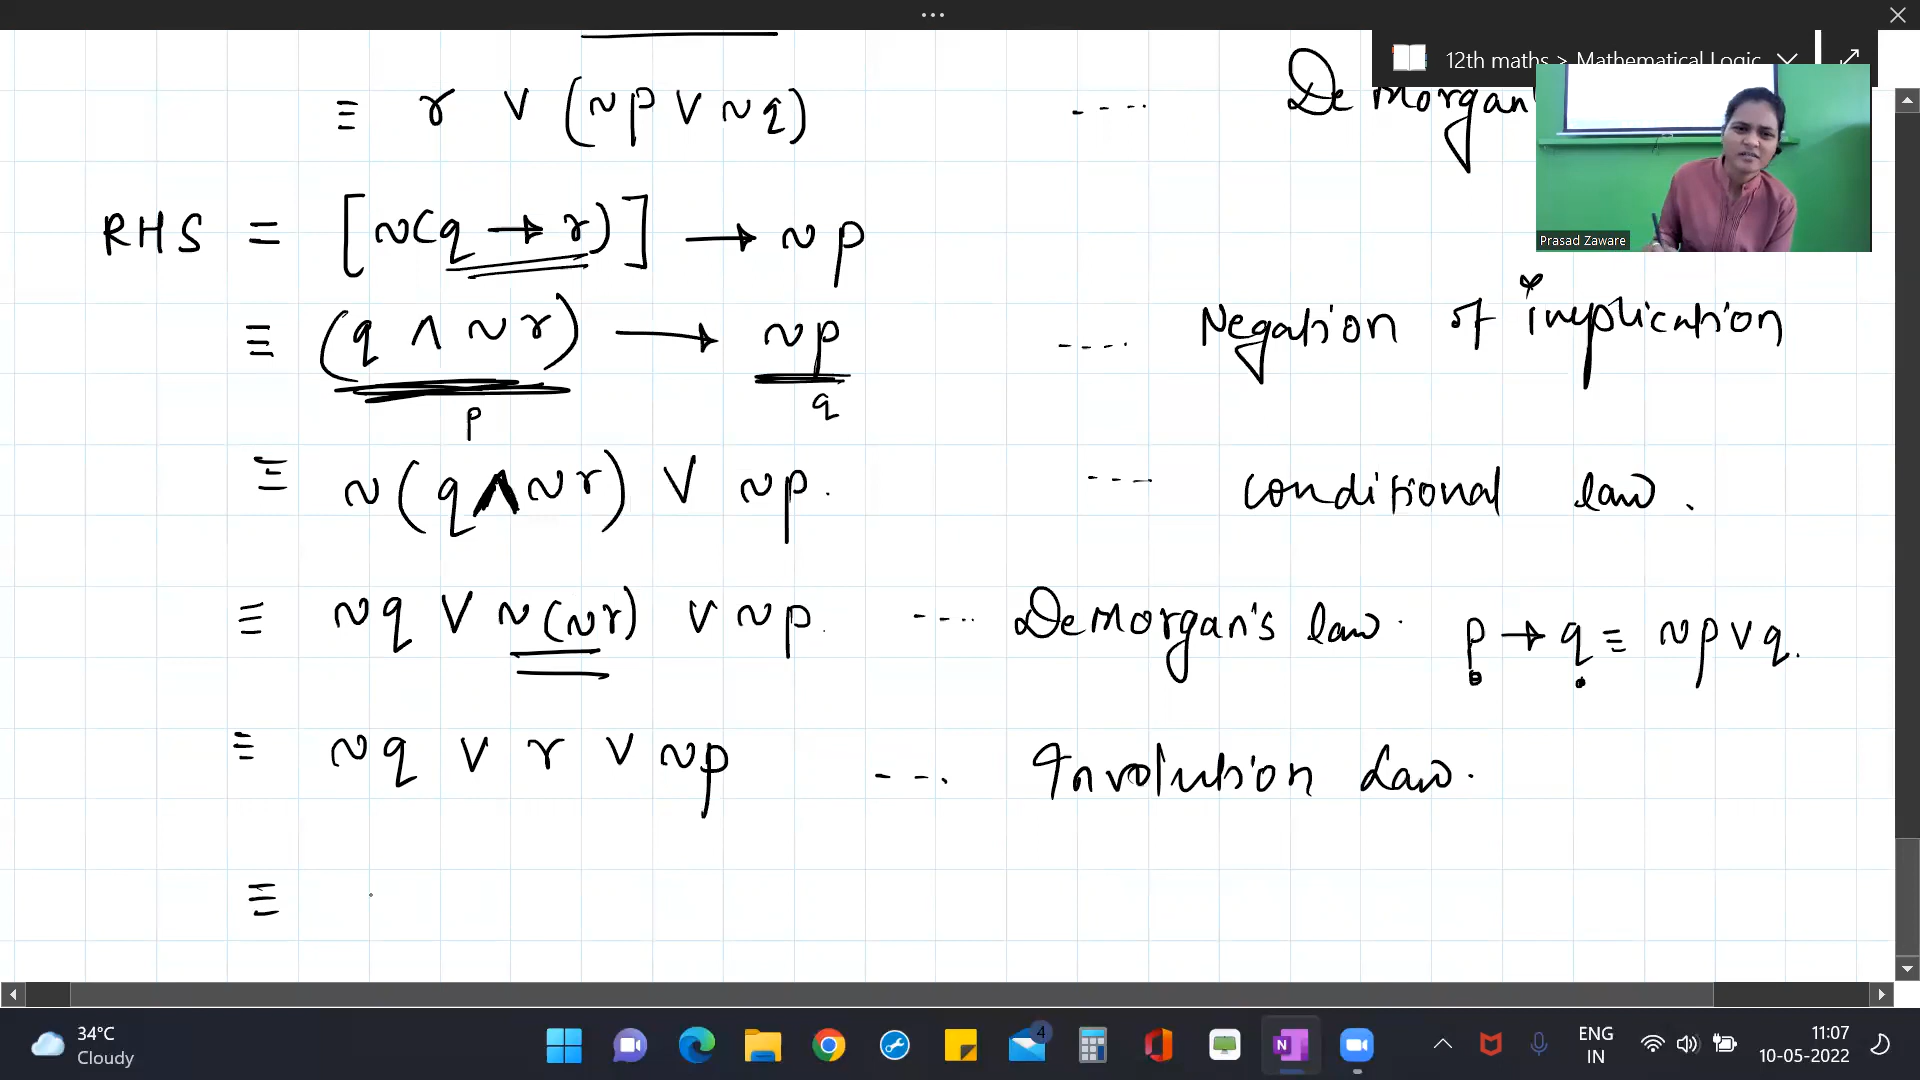 12th maths > Mathematical Logic
≡ r ∨ (~p ∨ ~q) .... De Morgan
Prasad Zaware
RHS = [~(q → r)] → ~p
≡ (q ∧ ~r) → ~p .... Negation of implication
p q
≡ ~(q ∧ ~r) ∨ ~p. ... conditional law.
≡ ~q ∨ ~(~r) ∨ ~p. .... DeMorgan's law. p → q ≡ ~p ∨ q.
≡ ~q ∨ r ∨ ~p .... Involution Law.
≡
34°C
Cloudy
4
N
ENG
IN
11:07
10-05-2022